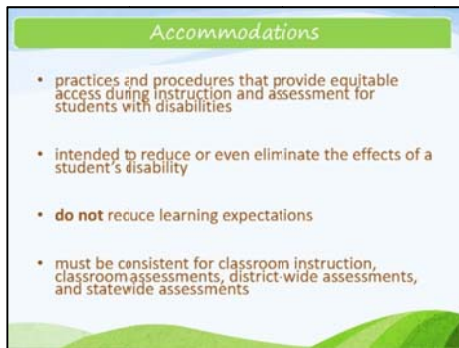 Accommodations
• practices and procedures that provide equitable
access during instruction and assessment for
students with disabilities
• intended to reduce or even eliminate the effects of a
student's disability
• do not reduce learning expectations
• must be consistent for classroom instruction,
classroom assessments, district-wide assessments,
and statewide assessments